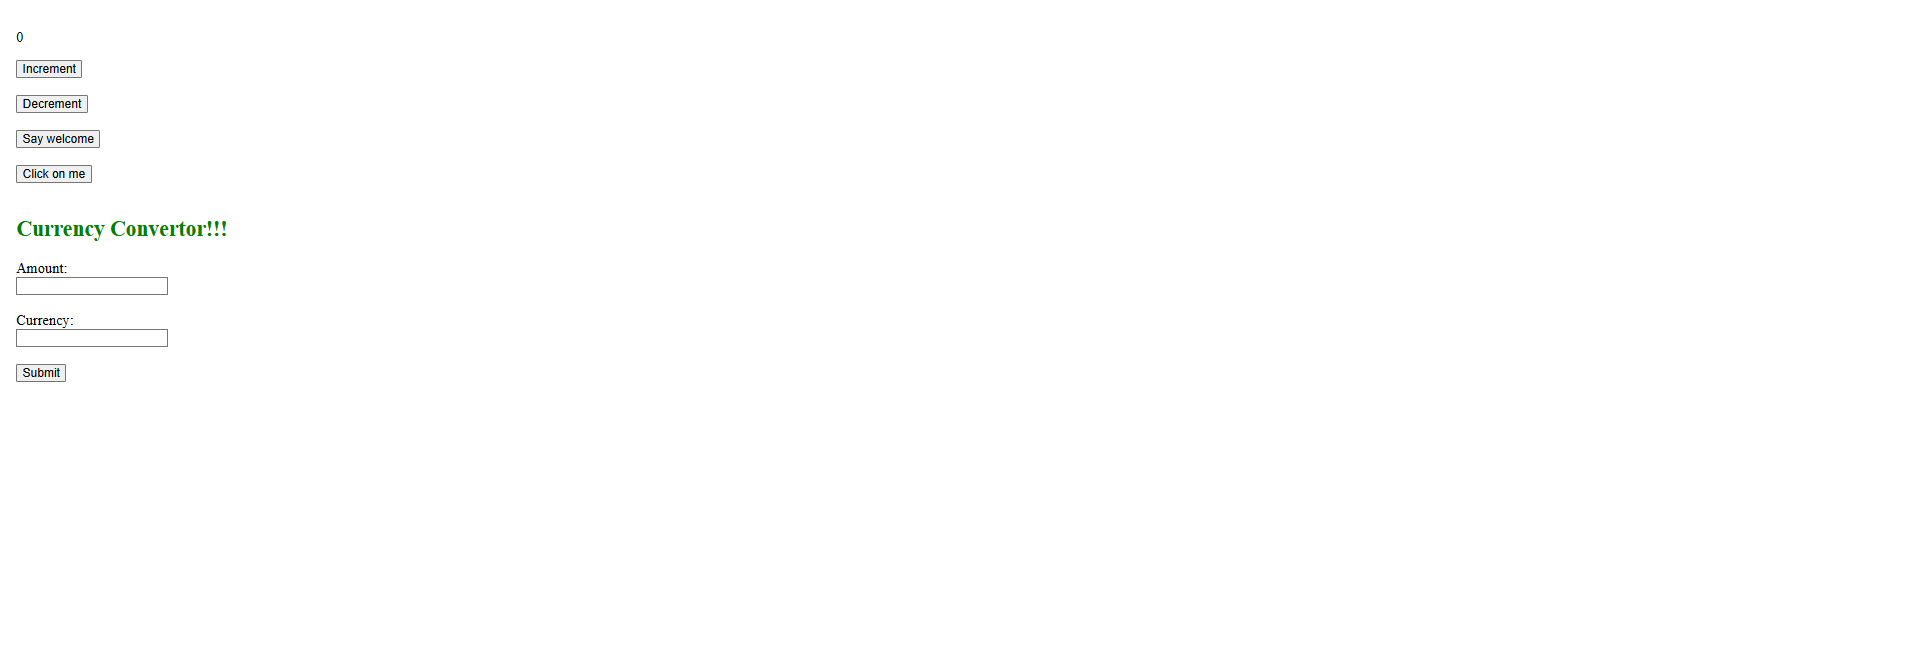 0
Increment
Decrement
Say welcome
Click on me
Currency Convertor!!!
Amount:
Currency:
Submit